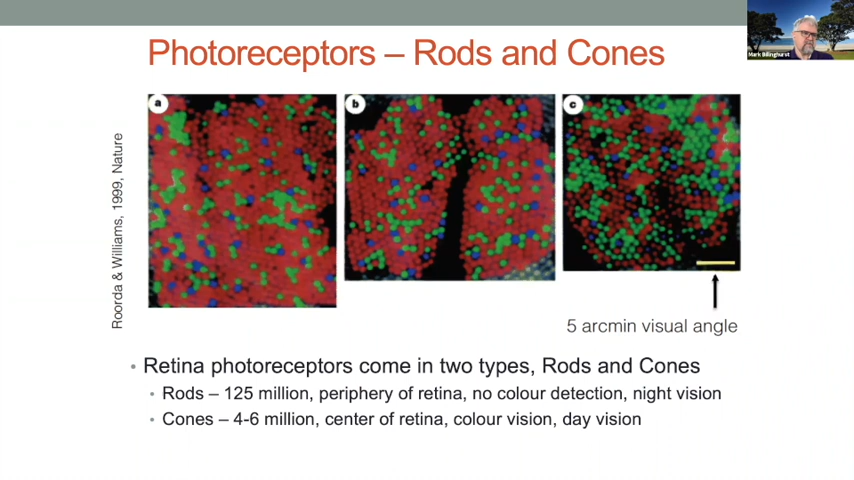 Photoreceptors – Rods and Cones
Mark Billinghurst
a
b
c
Roorda & Williams, 1999, Nature
5 arcmin visual angle
• Retina photoreceptors come in two types, Rods and Cones
• Rods – 125 million, periphery of retina, no colour detection, night vision
• Cones – 4-6 million, center of retina, colour vision, day vision